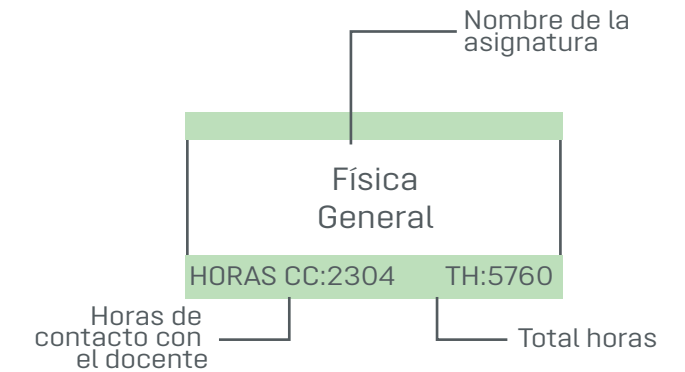 Nombre de la
asignatura
Física
General
HORAS CC:2304 TH:5760
Horas de
contacto con
el docente
Total horas